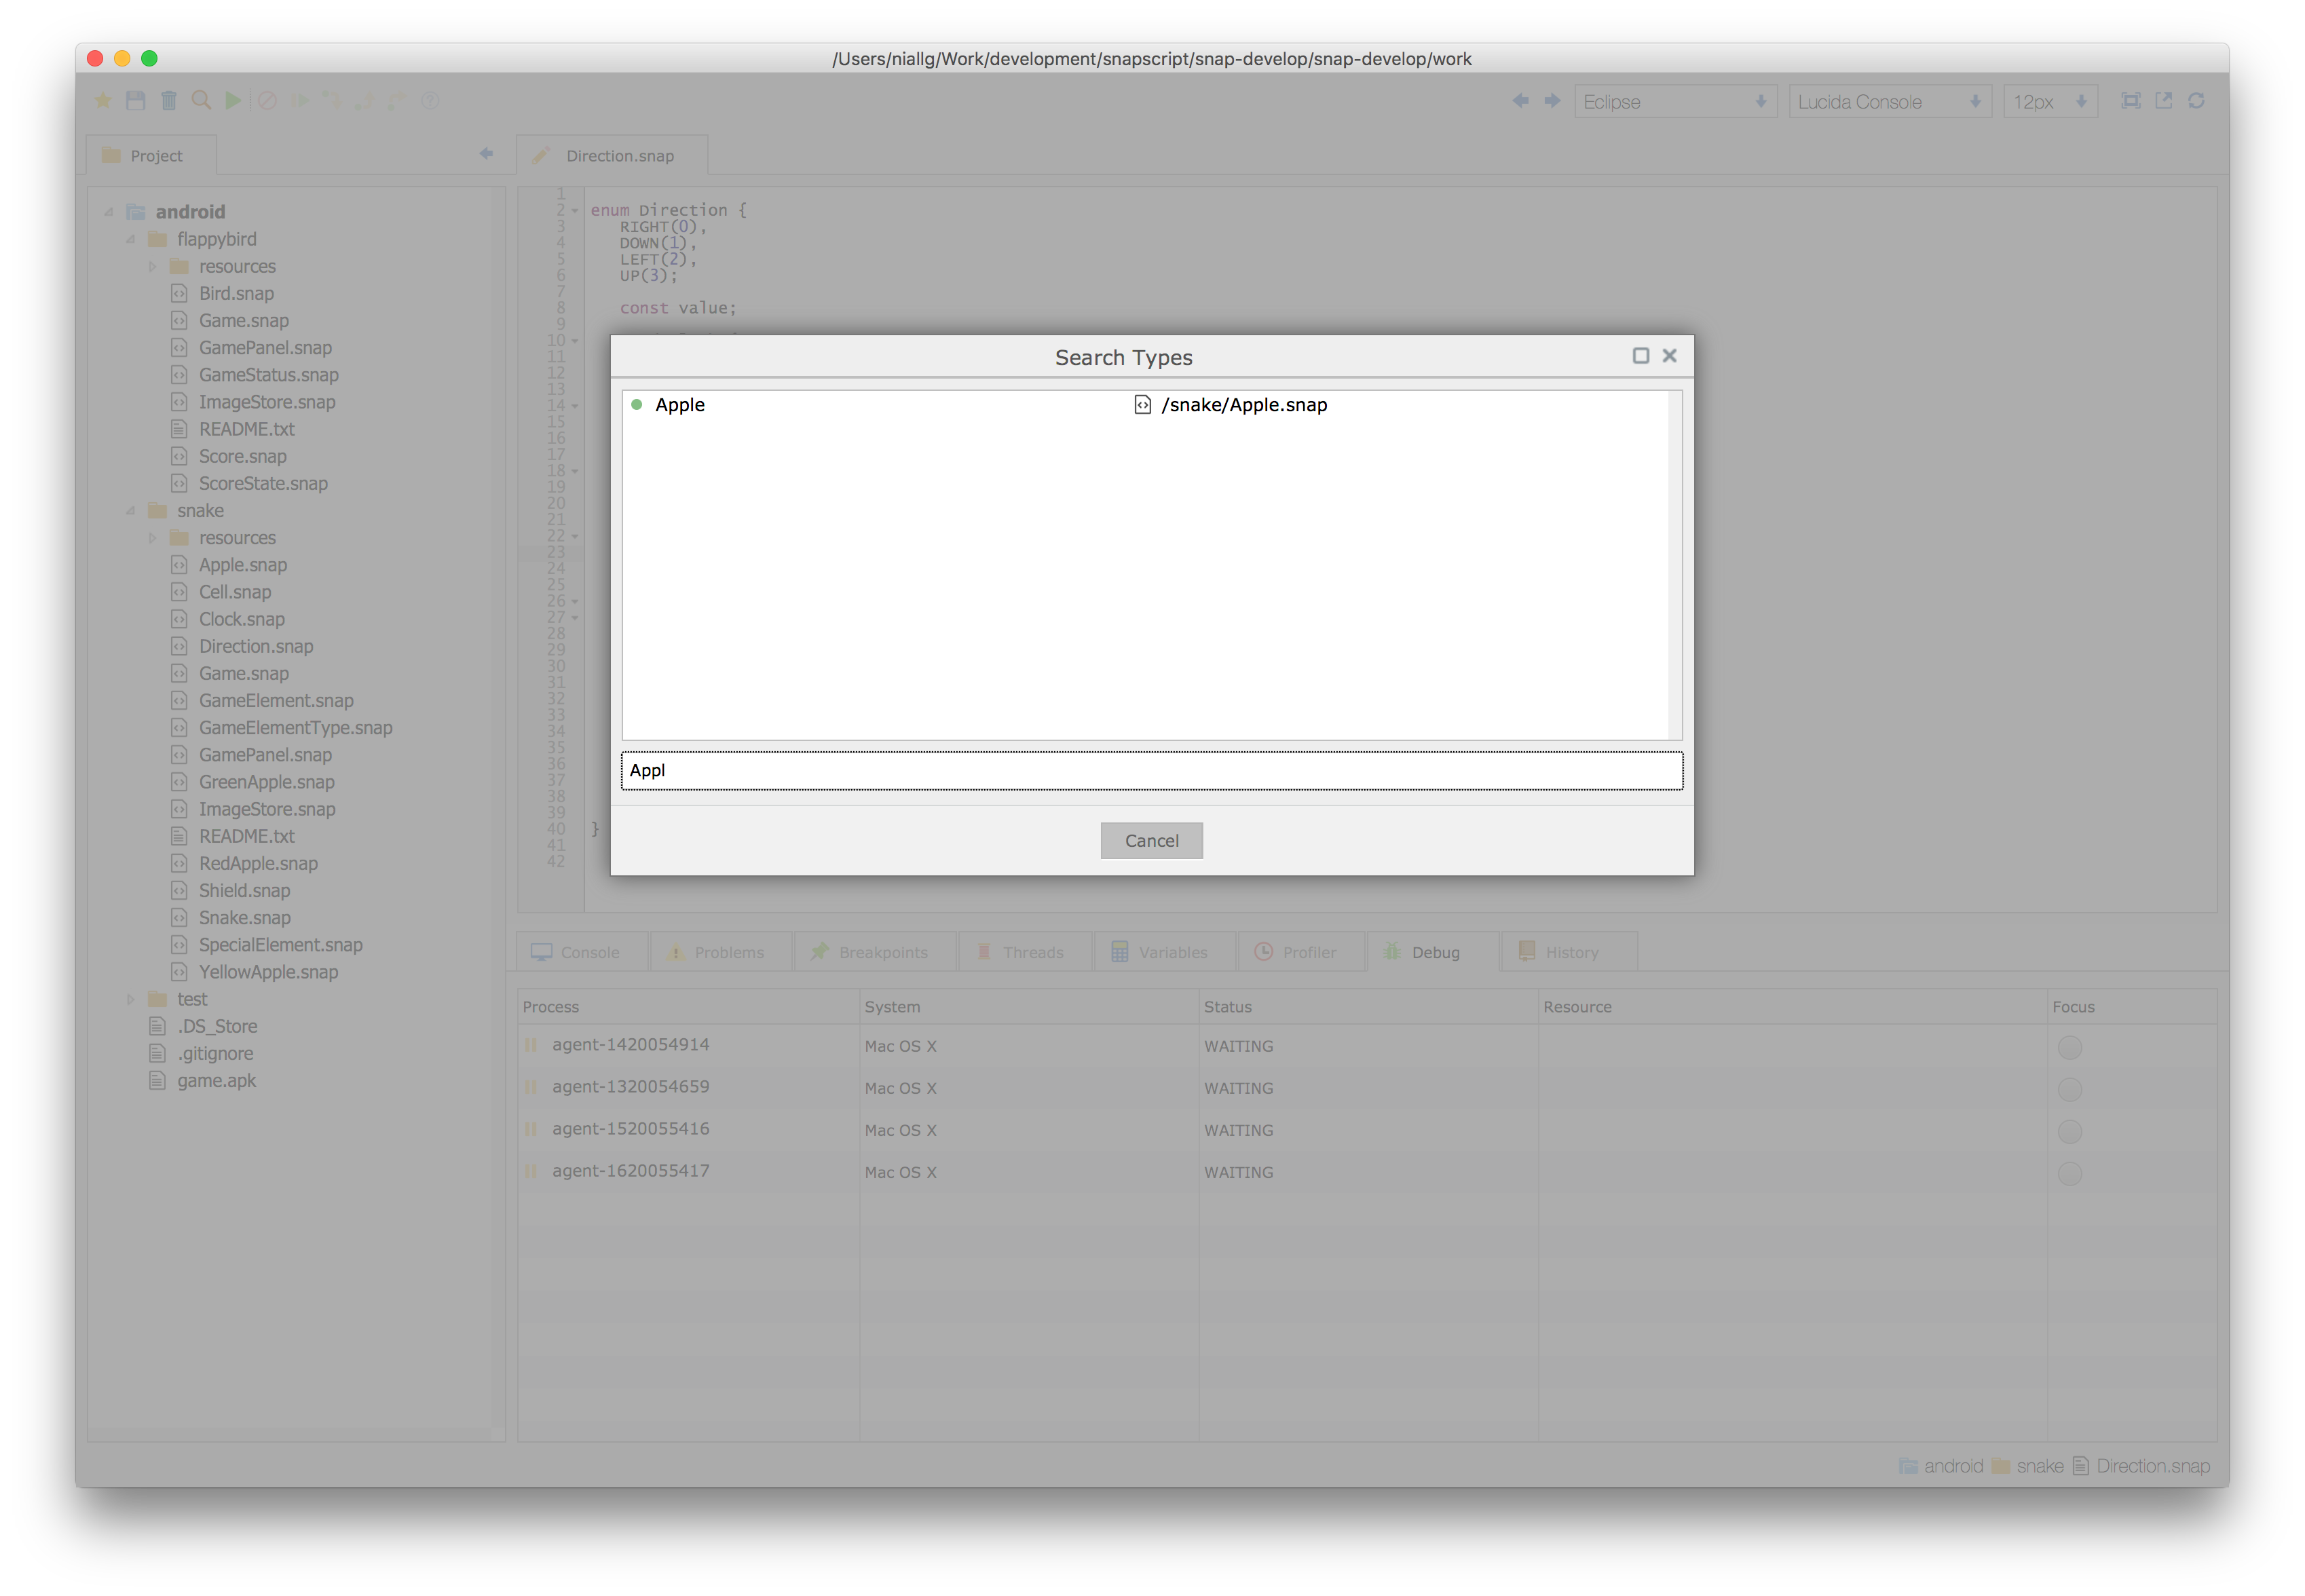 /Users/niallg/Work/development/snapscript/snap-develop/snap-develop/work
Eclipse
Lucida Console
12px
Project
Direction.snap
android
flappybird
resources
Bird.snap
Game.snap
GamePanel.snap
GameStatus.snap
ImageStore.snap
README.txt
Score.snap
ScoreState.snap
snake
resources
Apple.snap
Cell.snap
Clock.snap
Direction.snap
Game.snap
GameElement.snap
GameElementType.snap
GamePanel.snap
GreenApple.snap
ImageStore.snap
README.txt
RedApple.snap
Shield.snap
Snake.snap
SpecialElement.snap
YellowApple.snap
test
.DS_Store
.gitignore
game.apk
1
2 enum Direction {
3 RIGHT(0),
4 DOWN(1),
5 LEFT(2),
6 UP(3);
7
8 const value;
9
10
11
12
13
14
15
16
17
18
19
20
21
22
23
24
25
26
27
28
29
30
31
32
33
34
35
36
37
38
39
40 }
41
42
Search Types
Apple /snake/Apple.snap
Appl
Cancel
Console Problems Breakpoints Threads Variables Profiler Debug History
Process System Status Resource Focus
agent-1420054914 Mac OS X WAITING
agent-1320054659 Mac OS X WAITING
agent-1520055416 Mac OS X WAITING
agent-1620055417 Mac OS X WAITING
android snake Direction.snap